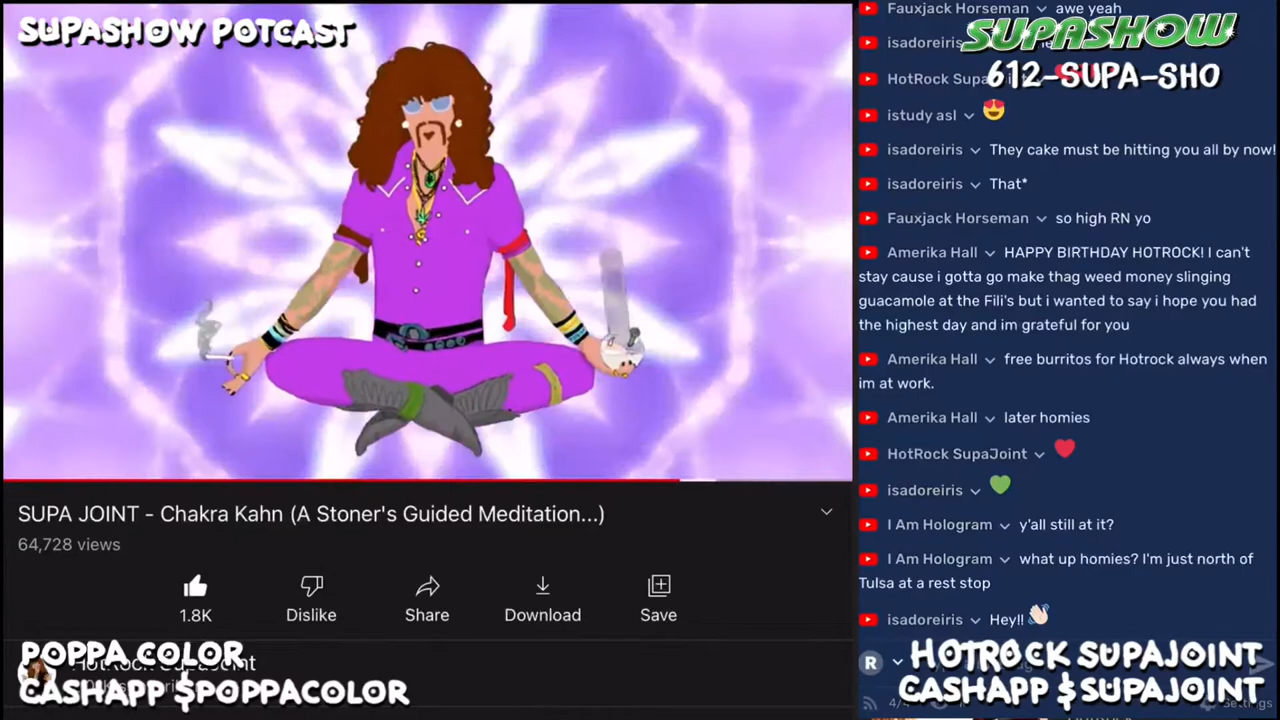 SUPASHOW POTCAST
SUPA JOINT - Chakra Kahn (A Stoner's Guided Meditation...)
64,728 views
1.8K
Dislike
Share
Download
Save
POPPA COLOR
HotRock SupaJoint
CASHAPP $POPPACOLOR
Fauxjack Horseman awe yeah
SUPASHOW
isadoreiris
612-SUPA-SHO
HotRock
istudy asl 😍
isadoreiris They cake must be hitting you all by now!
isadoreiris That*
Fauxjack Horseman so high RN yo
Amerika Hall HAPPY BIRTHDAY HOTROCK! I can't
stay cause i gotta go make thag weed money slinging
guacamole at the Fili's but i wanted to say i hope you had
the highest day and im grateful for you
Amerika Hall free burritos for Hotrock always when
im at work.
Amerika Hall later homies
HotRock SupaJoint ❤️
isadoreiris 💚
I Am Hologram y'all still at it?
I Am Hologram what up homies? I'm just north of
Tulsa at a rest stop
isadoreiris Hey!! 👋🏻
R
HOTROCK SUPAJOINT
CASHAPP $SUPAJOINT
Settings